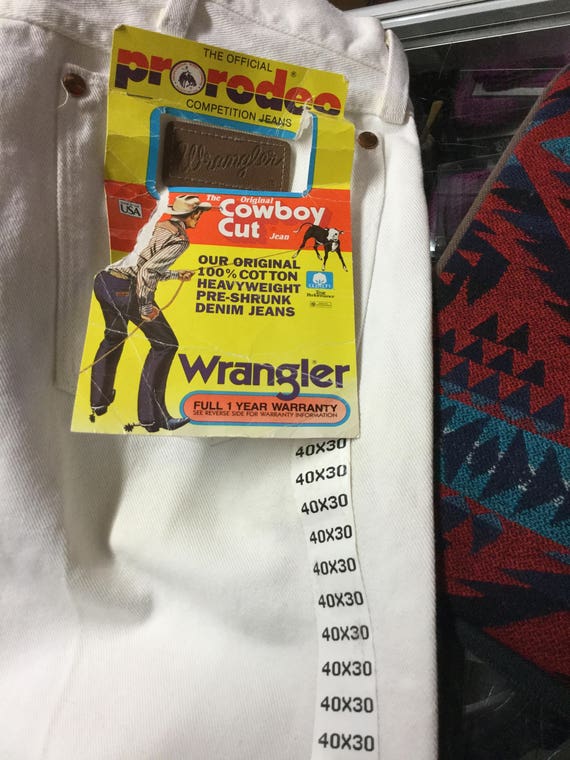 THE OFFICIAL
prorodeo®
COMPETITION JEANS
Wrangler
The Original
Cowboy
Cut Jean
USA
OUR ORIGINAL
100% COTTON
HEAVYWEIGHT
PRE-SHRUNK
DENIM JEANS
Wrangler®
FULL 1 YEAR WARRANTY
SEE REVERSE SIDE FOR WARRANTY INFORMATION
40X30
40X30
40X30
40X30
40X30
40X30
40X30
40X30
40X30
40X30